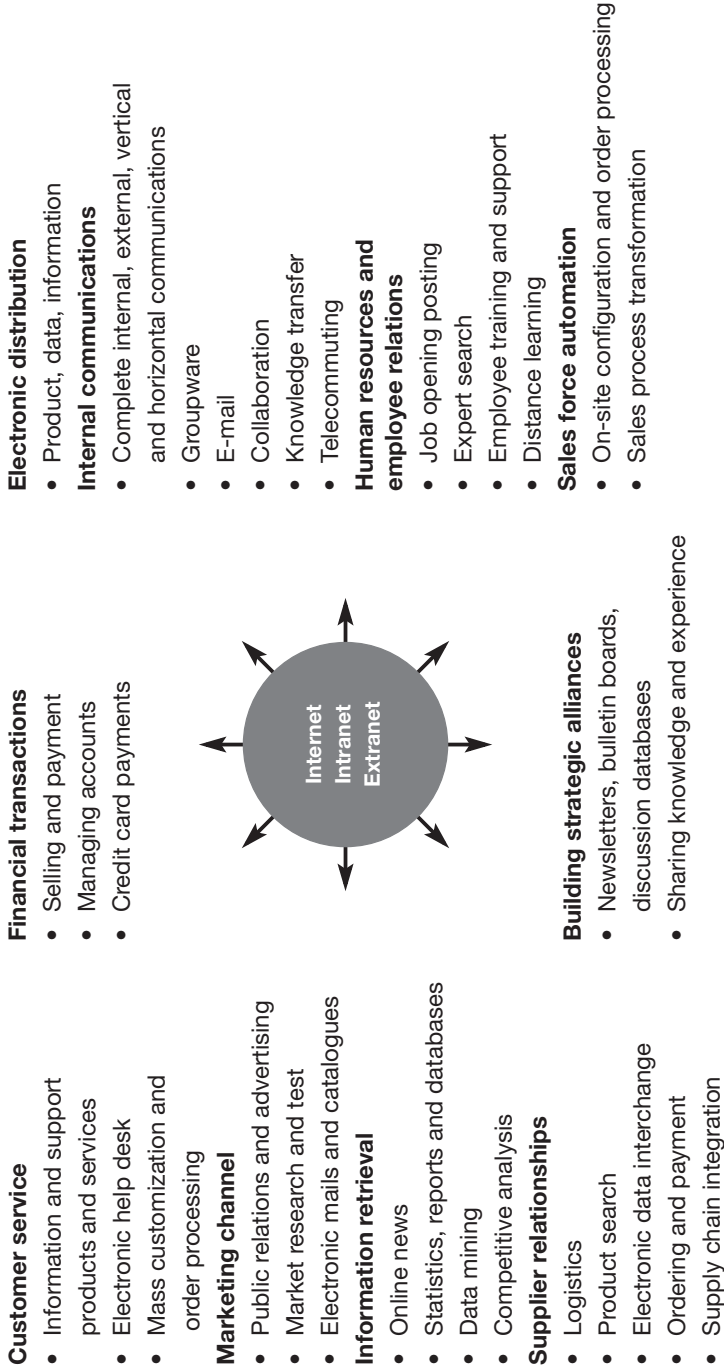 Customer service
• Information and support
products and services
• Electronic help desk
• Mass customization and
order processing
Marketing channel
• Public relations and advertising
• Market research and test
• Electronic mails and catalogues
Information retrieval
• Online news
• Statistics, reports and databases
• Data mining
• Competitive analysis
Supplier relationships
• Logistics
• Product search
• Electronic data interchange
• Ordering and payment
• Supply chain integration
Financial transactions
• Selling and payment
• Managing accounts
• Credit card payments
Internet
Intranet
Extranet
Building strategic alliances
• Newsletters, bulletin boards,
discussion databases
• Sharing knowledge and experience
Electronic distribution
• Product, data, information
Internal communications
• Complete internal, external, vertical
and horizontal communications
• Groupware
• E-mail
• Collaboration
• Knowledge transfer
• Telecommuting
Human resources and
employee relations
• Job opening posting
• Expert search
• Employee training and support
• Distance learning
Sales force automation
• On-site configuration and order processing
• Sales process transformation